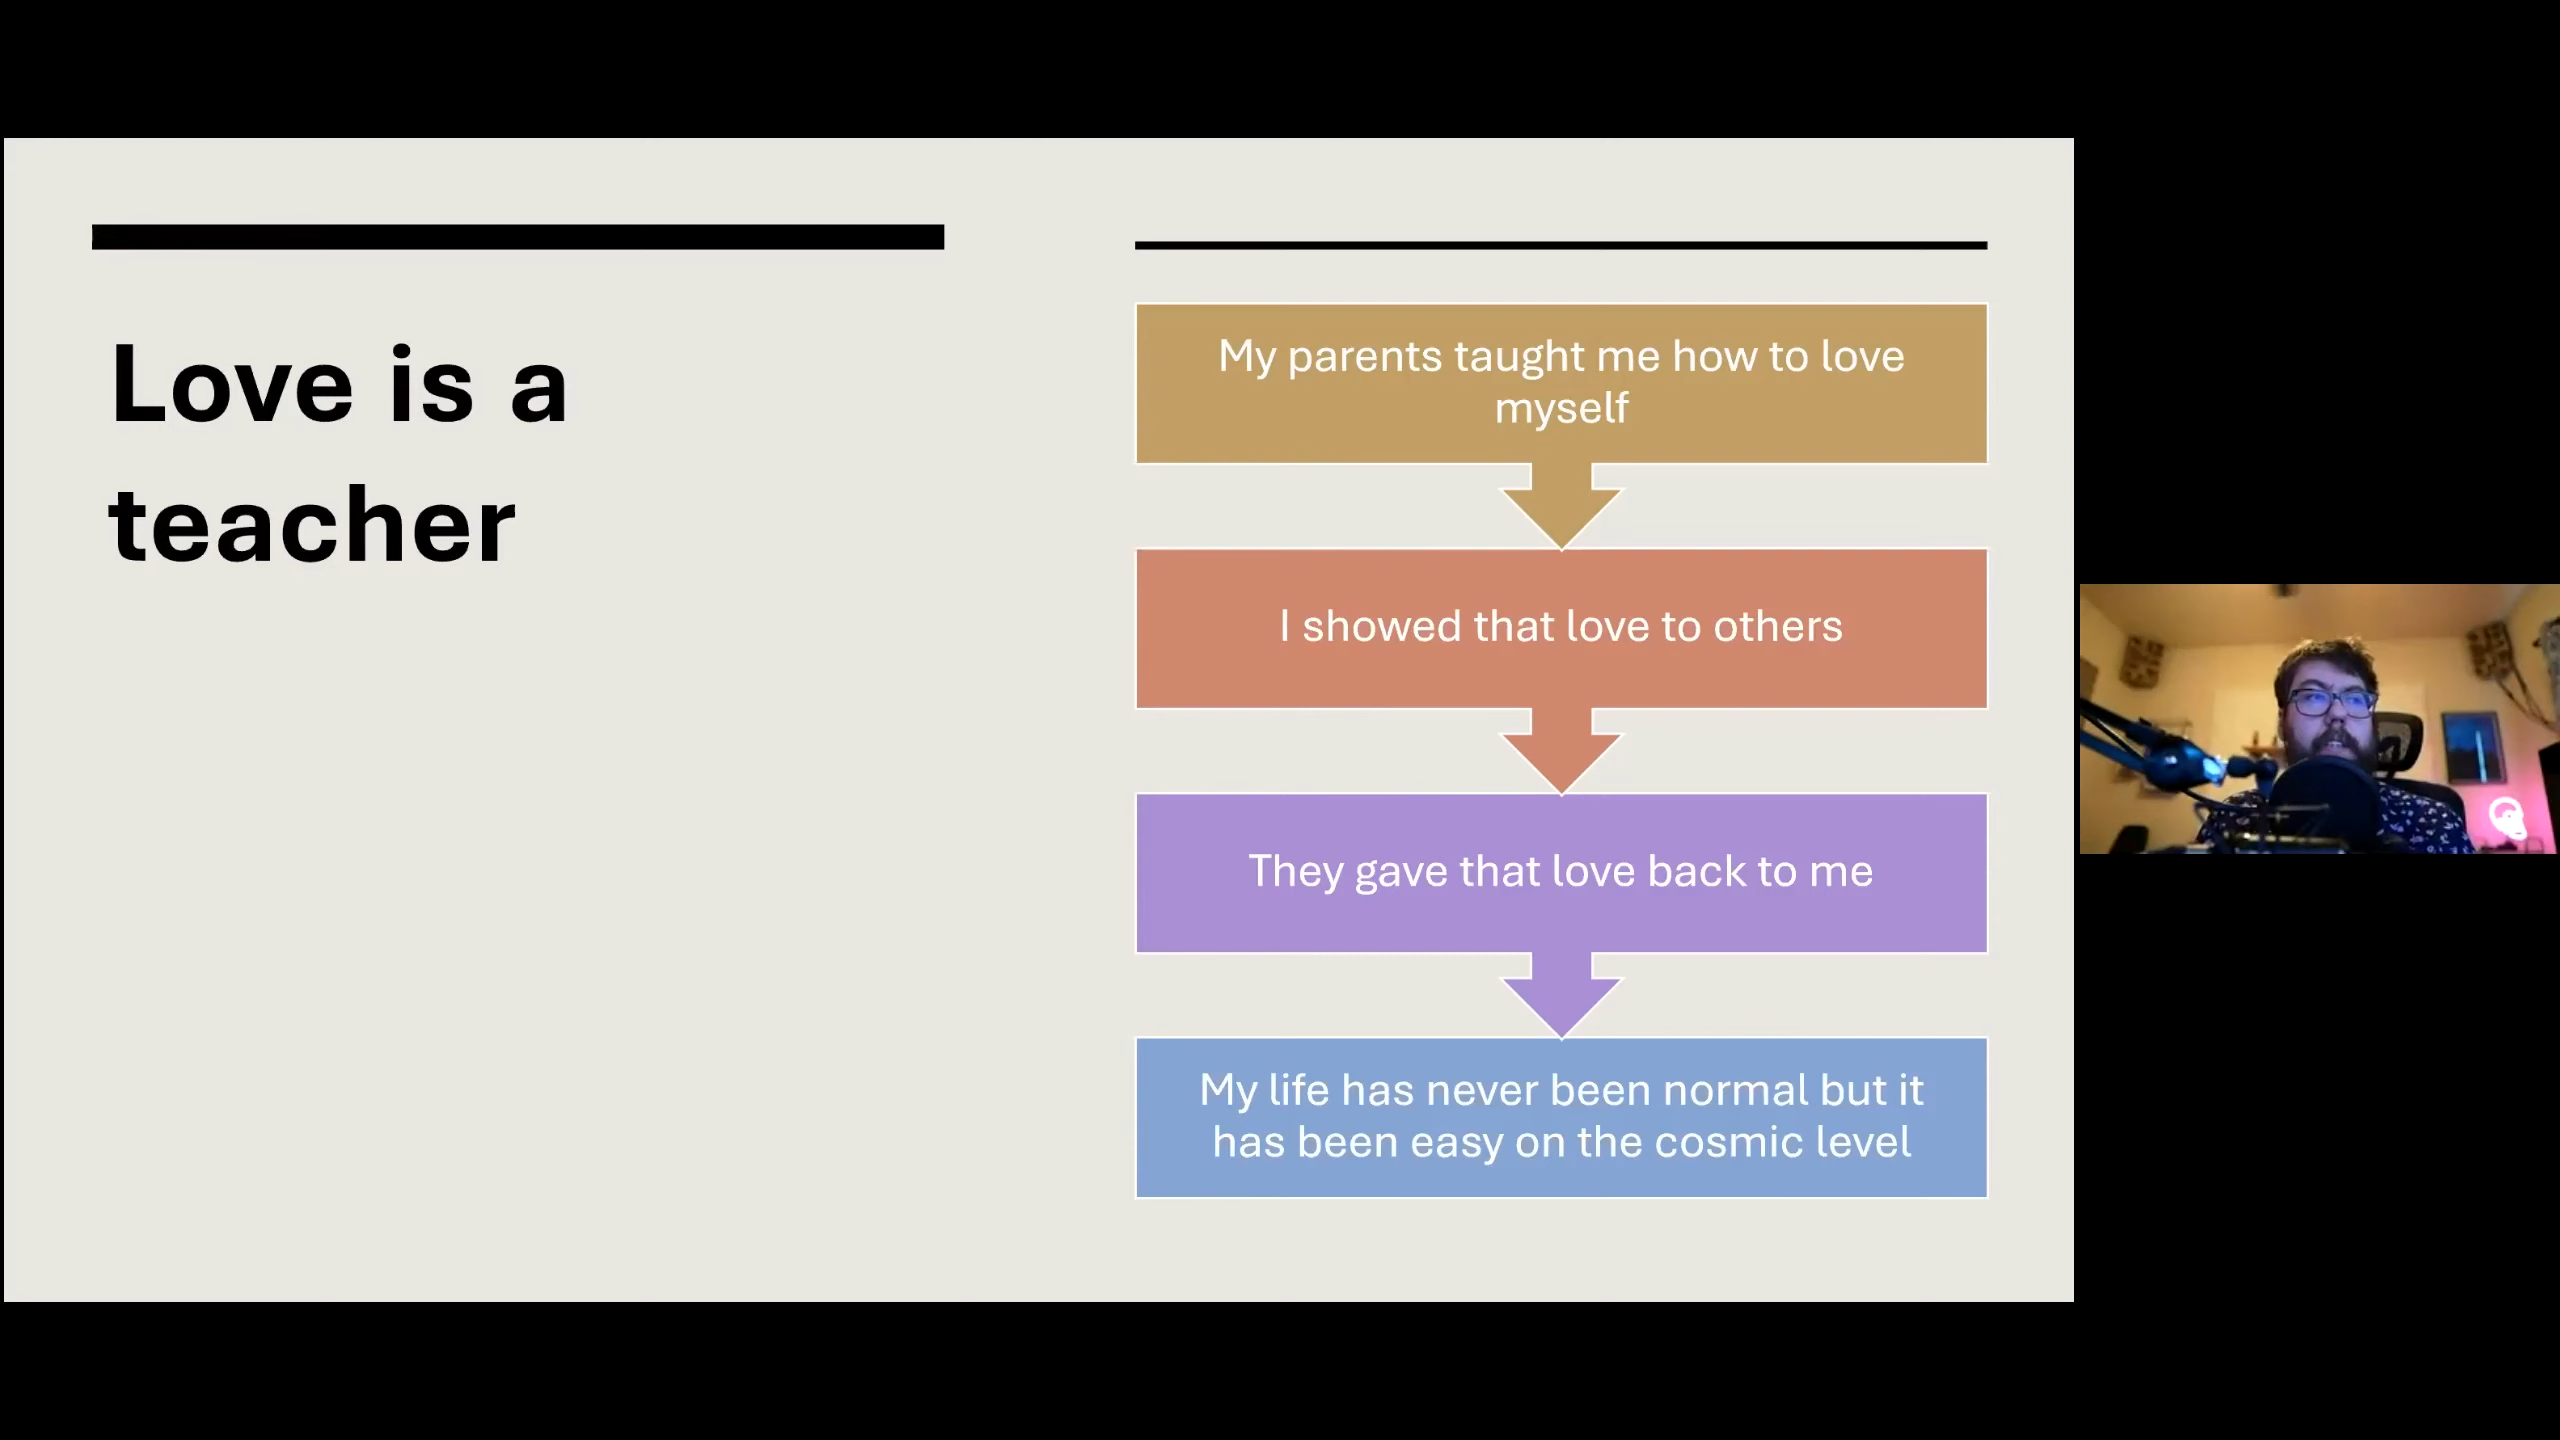 Love is a
teacher
My parents taught me how to love
myself
I showed that love to others
They gave that love back to me
My life has never been normal but it
has been easy on the cosmic level